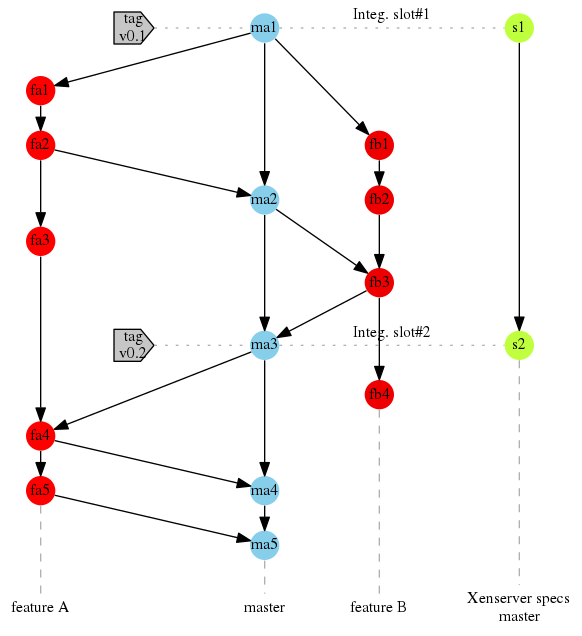 tag
v0.1
ma1
Integ. slot#1
s1
fa1
fa2
fb1
ma2
fb2
fa3
fb3
tag
v0.2
ma3
Integ. slot#2
s2
fb4
fa4
fa5
ma4
ma5
feature A
master
feature B
Xenserver specs
master